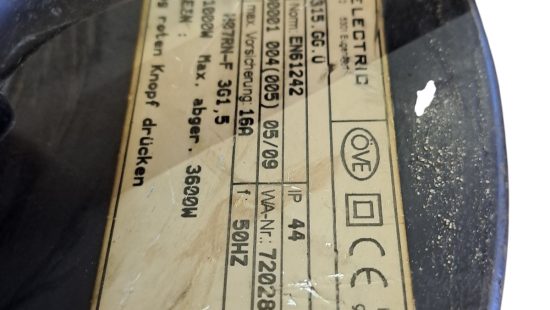 ELECTRIC
315.GG.U
Norm: EN61242 IP 44
0001 004(005) 05/09 WA-Nr.: 72028
max. Vorsicherung: 16A f: 50HZ
H07RN-F 3G1,5
1000W Max. abger. 3600W
roten Knopf drücken
ÖVE
CE